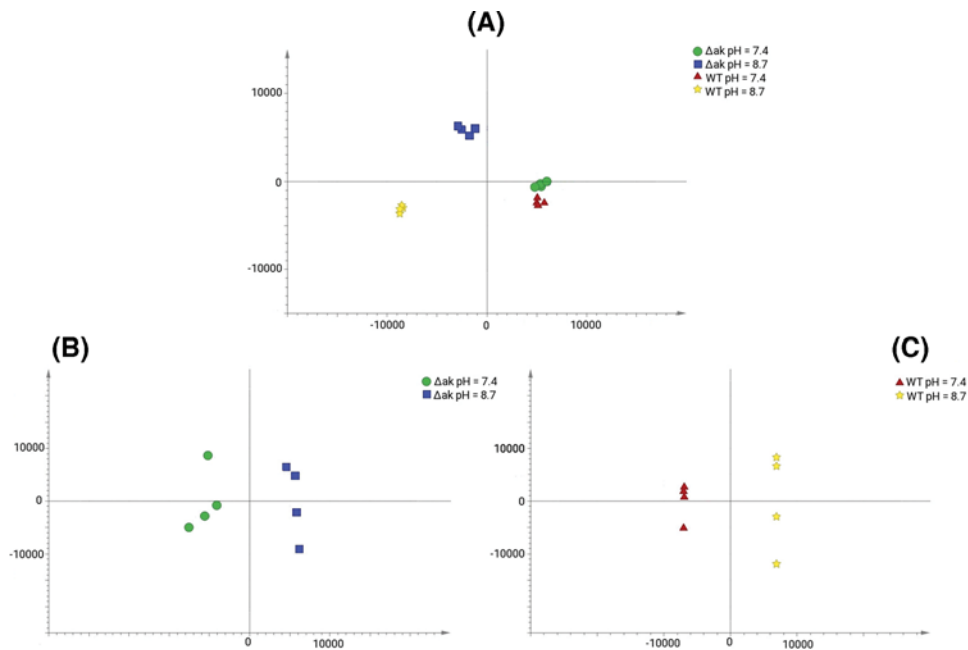 (A)
Δak pH = 7.4
Δak pH = 8.7
WT pH = 7.4
WT pH = 8.7
10000
0
-10000
-10000 0 10000
(B)
Δak pH = 7.4
Δak pH = 8.7
10000
0
-10000
0 10000
(C)
WT pH = 7.4
WT pH = 8.7
10000
0
-10000
-10000 0 10000